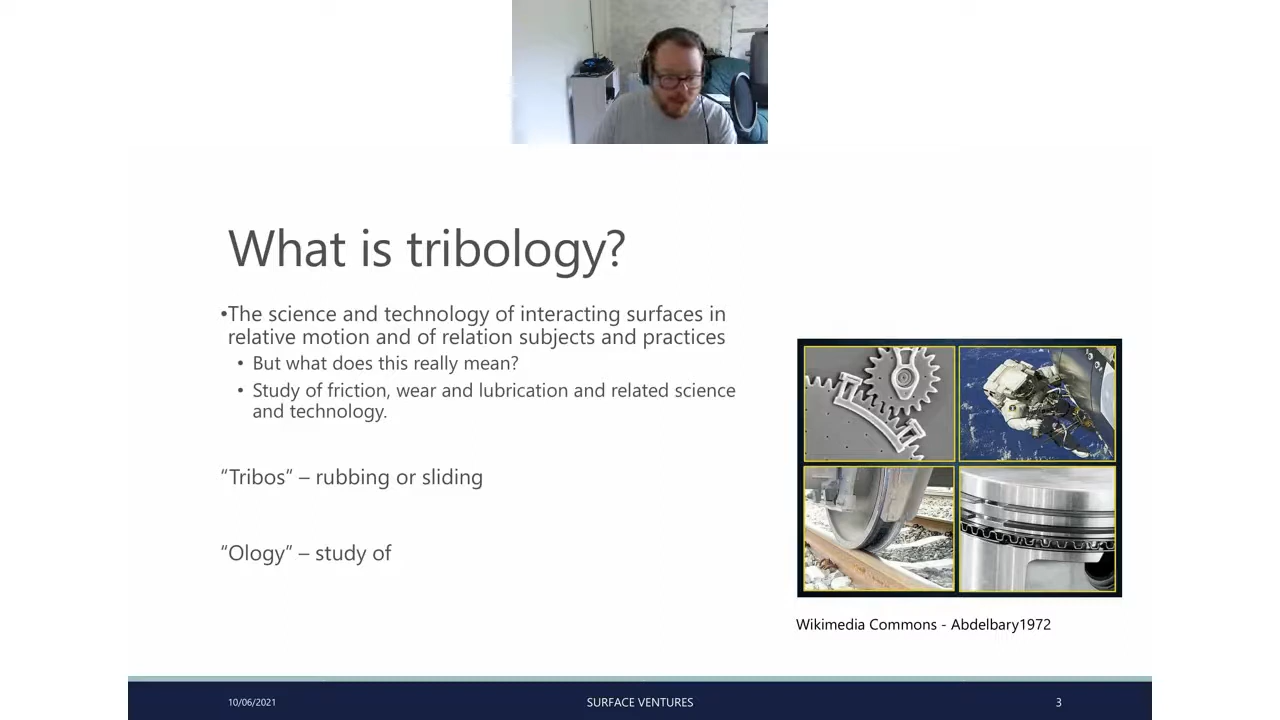 What is tribology?
•The science and technology of interacting surfaces in
relative motion and of relation subjects and practices
• But what does this really mean?
• Study of friction, wear and lubrication and related science
and technology.
“Tribos“ – rubbing or sliding
“Ology” – study of
Wikimedia Commons - Abdelbary1972
10/06/2021
SURFACE VENTURES
3